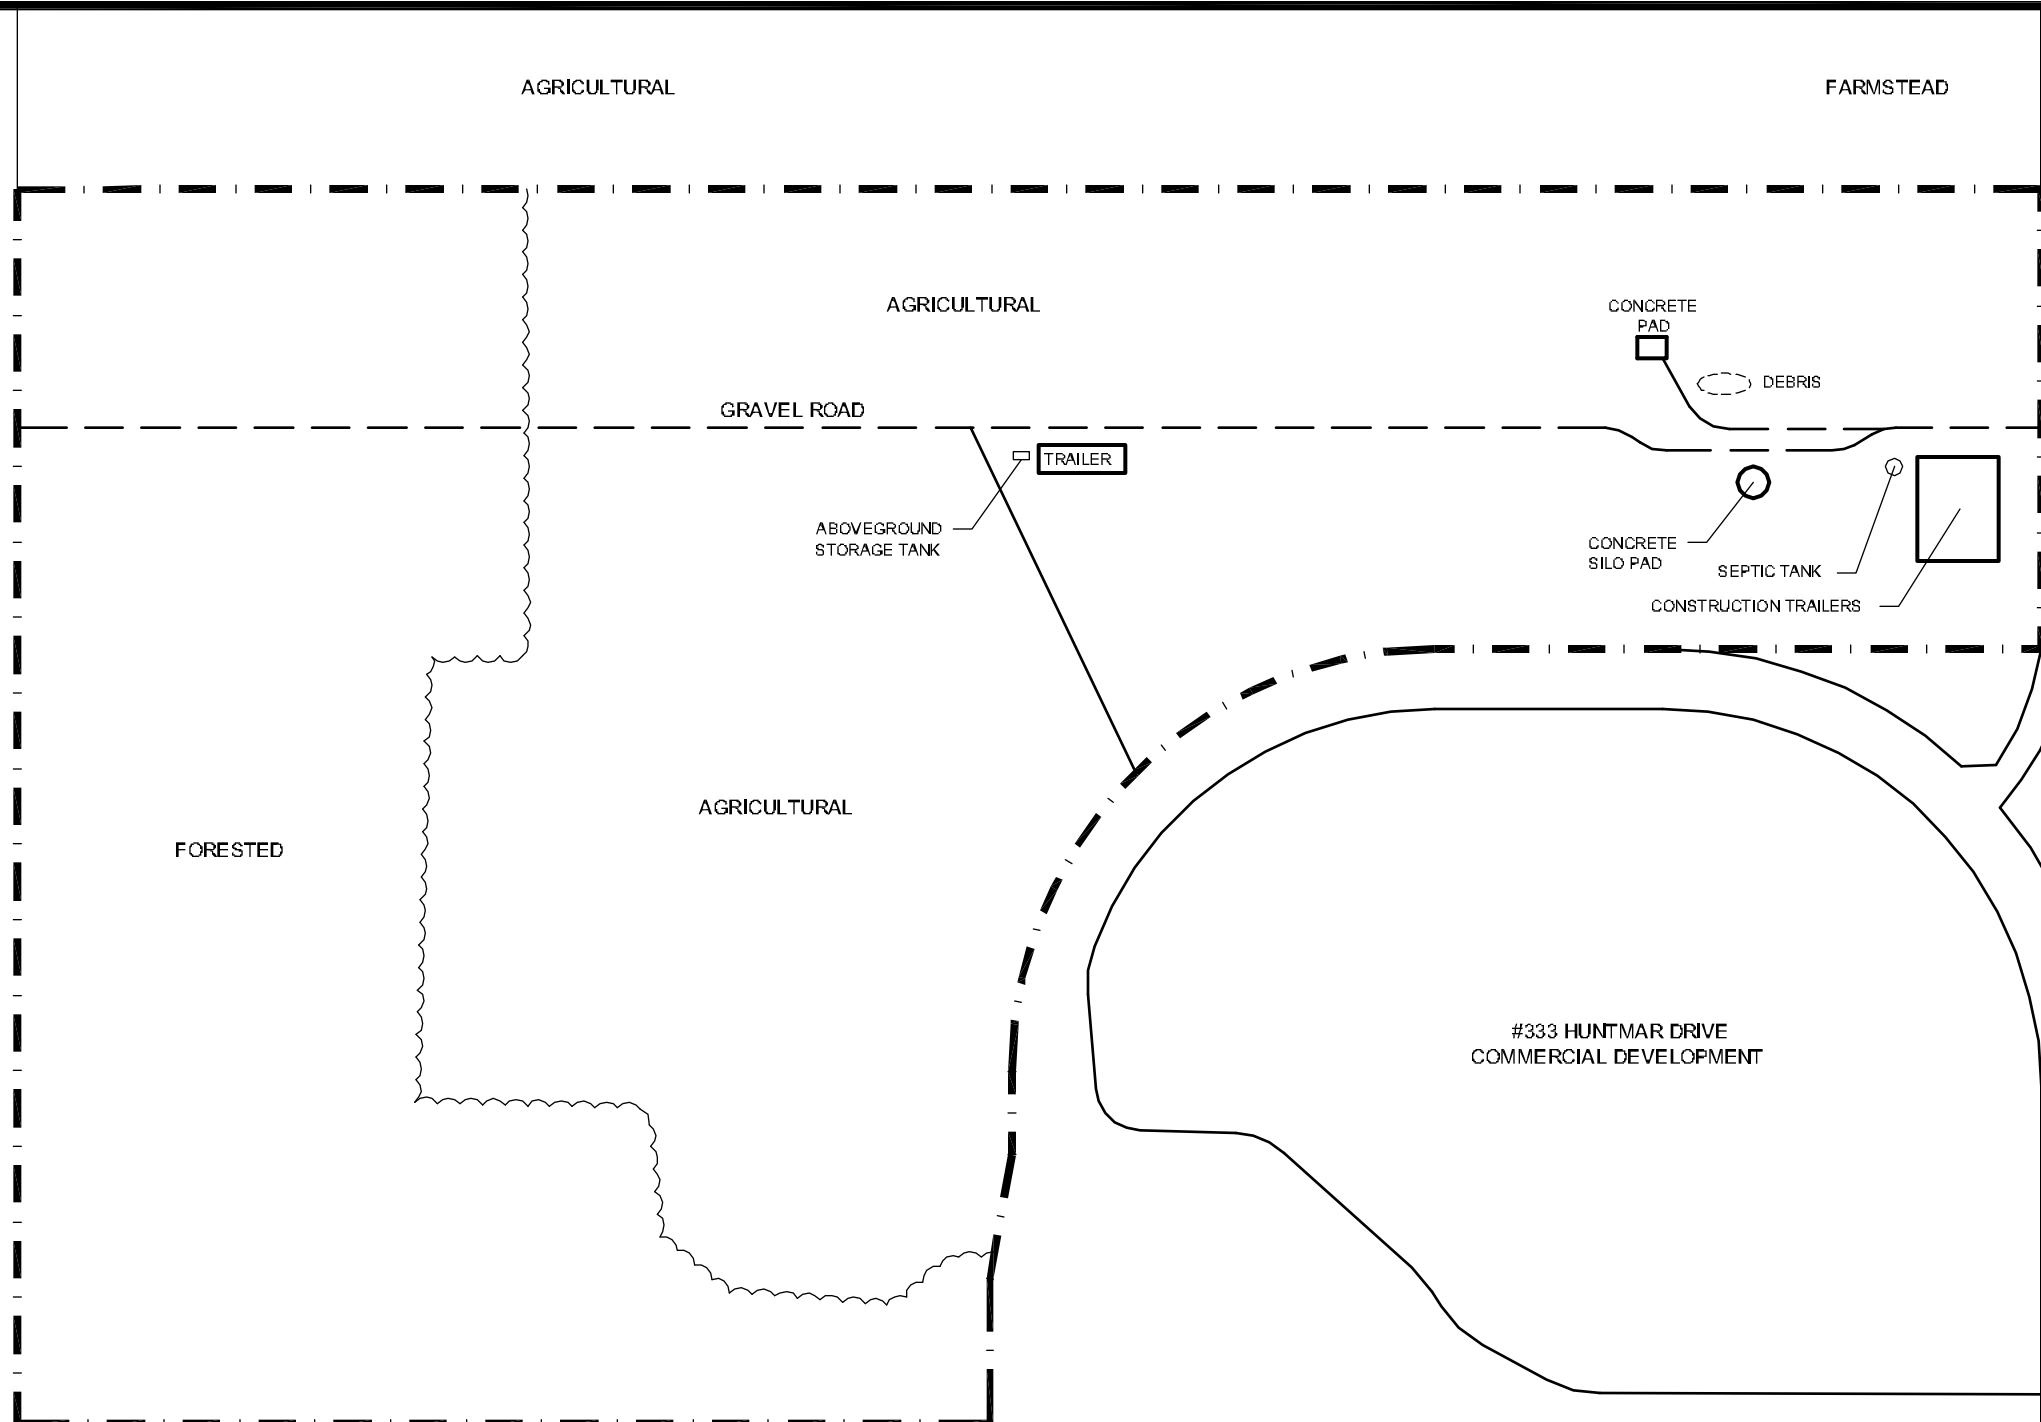 AGRICULTURAL
FARMSTEAD
AGRICULTURAL
CONCRETE
PAD
DEBRIS
GRAVEL ROAD
TRAILER
ABOVEGROUND
STORAGE TANK
CONCRETE
SILO PAD
SEPTIC TANK
CONSTRUCTION TRAILERS
AGRICULTURAL
FORESTED
#333 HUNTMAR DRIVE
COMMERCIAL DEVELOPMENT